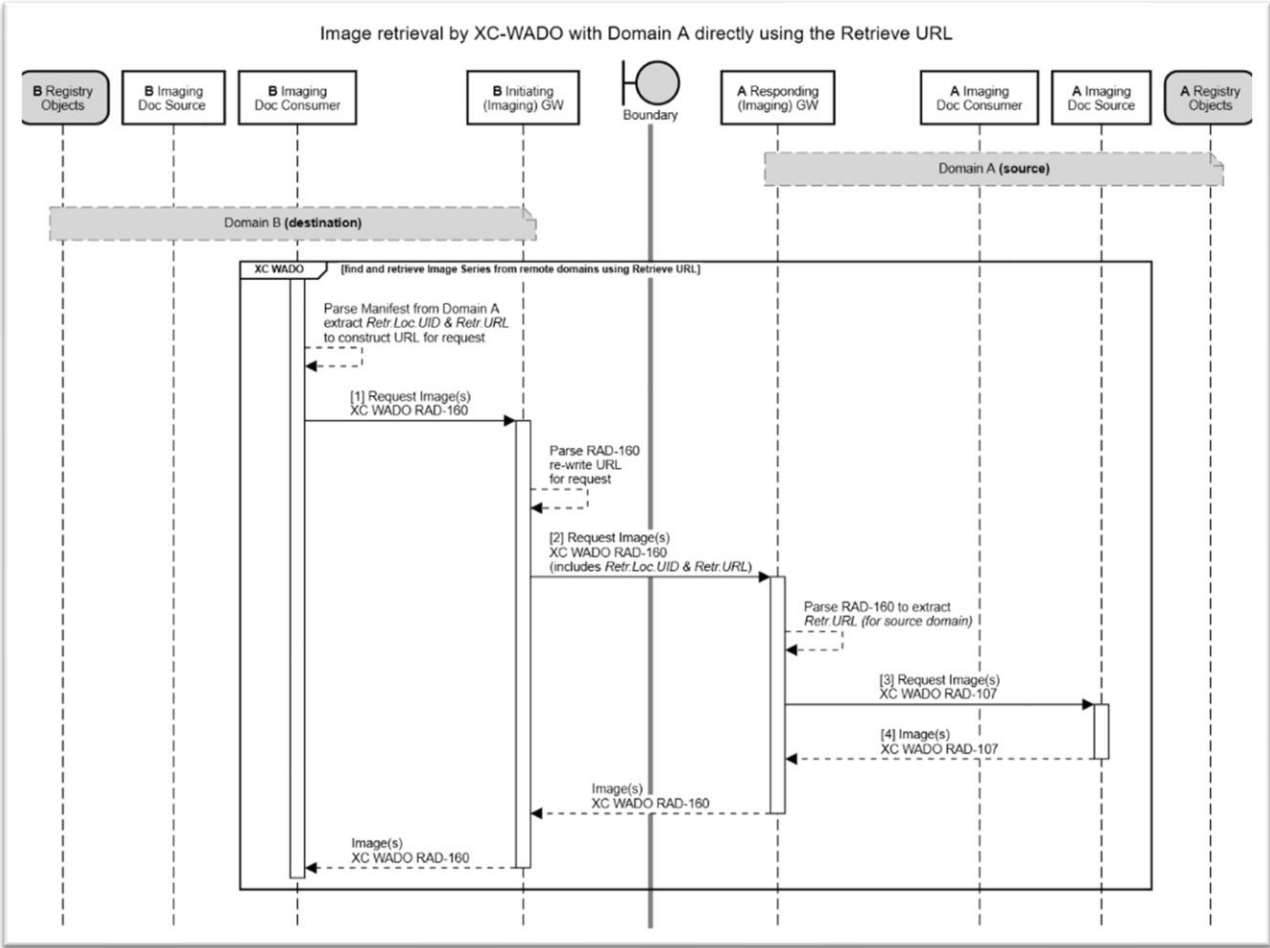 Image retrieval by XC-WADO with Domain A directly using the Retrieve URL
B Registry
Objects
B Imaging
Doc Source
B Imaging
Doc Consumer
B Initiating
(Imaging) GW
Boundary
A Responding
(Imaging) GW
A Imaging
Doc Consumer
A Imaging
Doc Source
A Registry
Objects
Domain A (source)
Domain B (destination)
XC WADO
[find and retrieve Image Series from remote domains using Retrieve URL]
Parse Manifest from Domain A
extract Retr.Loc.UID & Retr.URL
to construct URL for request
[1] Request Image(s)
XC WADO RAD-160
Parse RAD-160
re-write URL
for request
[2] Request Image(s)
XC WADO RAD-160
(includes Retr.Loc.UID & Retr.URL)
Parse RAD-160 to extract
Retr.URL (for source domain)
[3] Request Image(s)
XC WADO RAD-107
[4] Image(s)
XC WADO RAD-107
Image(s)
XC WADO RAD-160
Image(s)
XC WADO RAD-160